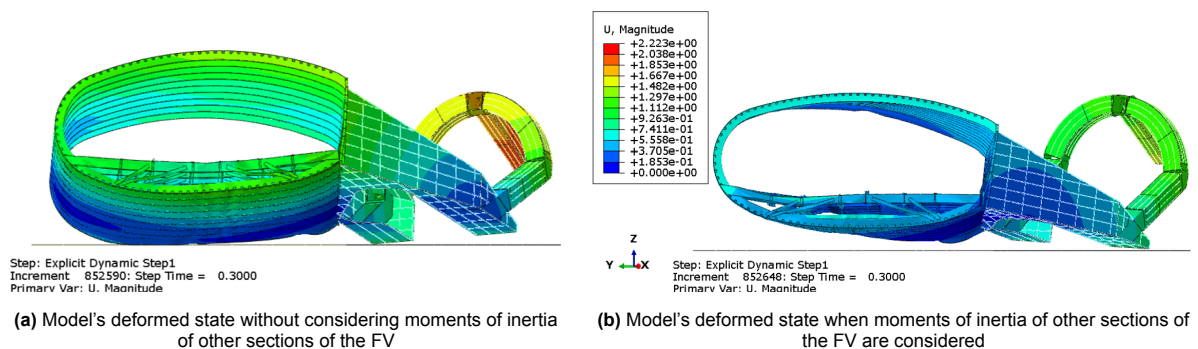 U, Magnitude
+2.223e+00
+2.038e+00
+1.853e+00
+1.667e+00
+1.482e+00
+1.297e+00
+1.112e+00
+9.263e-01
+7.411e-01
+5.558e-01
+3.705e-01
+1.853e-01
+0.000e+00
Step: Explicit Dynamic Step1
Increment 852590: Step Time = 0.3000
Primary Var: U, Magnitude
Z
Y X
Step: Explicit Dynamic Step1
Increment 852648: Step Time = 0.3000
Primary Var: U, Magnitude
(a) Model's deformed state without considering moments of inertia
of other sections of the FV
(b) Model's deformed state when moments of inertia of other sections of
the FV are considered